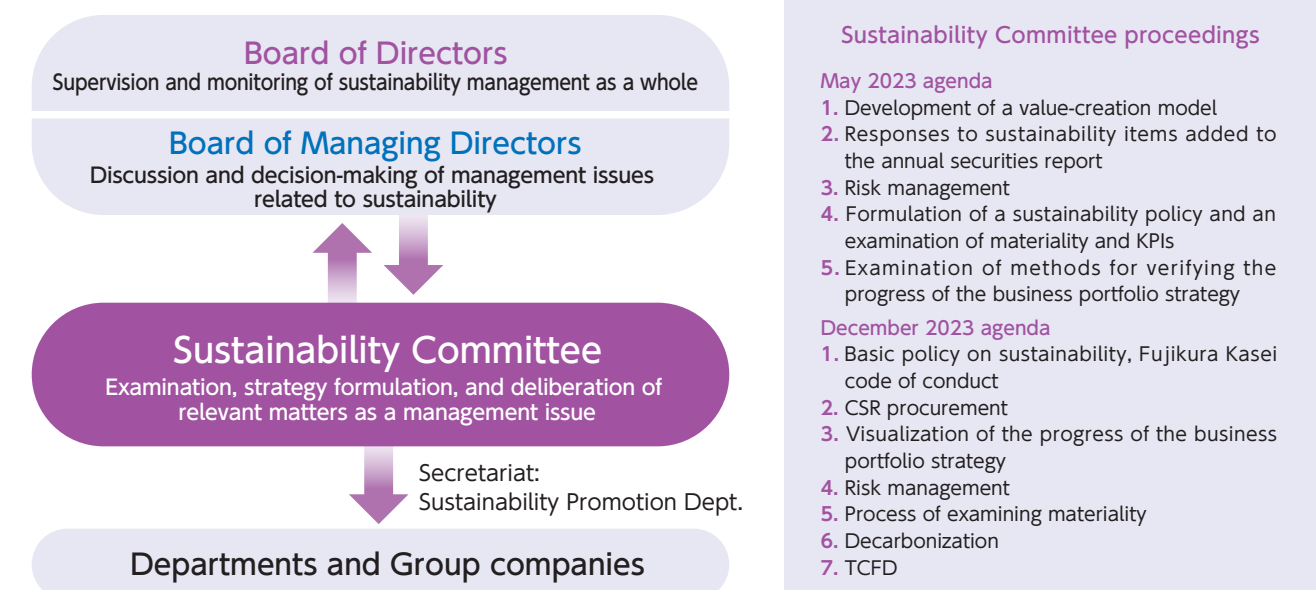 Board of Directors
Supervision and monitoring of sustainability management as a whole
Board of Managing Directors
Discussion and decision-making of management issues
related to sustainability
Sustainability Committee
Examination, strategy formulation, and deliberation of
relevant matters as a management issue
Secretariat:
Sustainability Promotion Dept.
Departments and Group companies
Sustainability Committee proceedings
May 2023 agenda
1. Development of a value-creation model
2. Responses to sustainability items added to
the annual securities report
3. Risk management
4. Formulation of a sustainability policy and an
examination of materiality and KPIs
5. Examination of methods for verifying the
progress of the business portfolio strategy
December 2023 agenda
1. Basic policy on sustainability, Fujikura Kasei
code of conduct
2. CSR procurement
3. Visualization of the progress of the business
portfolio strategy
4. Risk management
5. Process of examining materiality
6. Decarbonization
7. TCFD